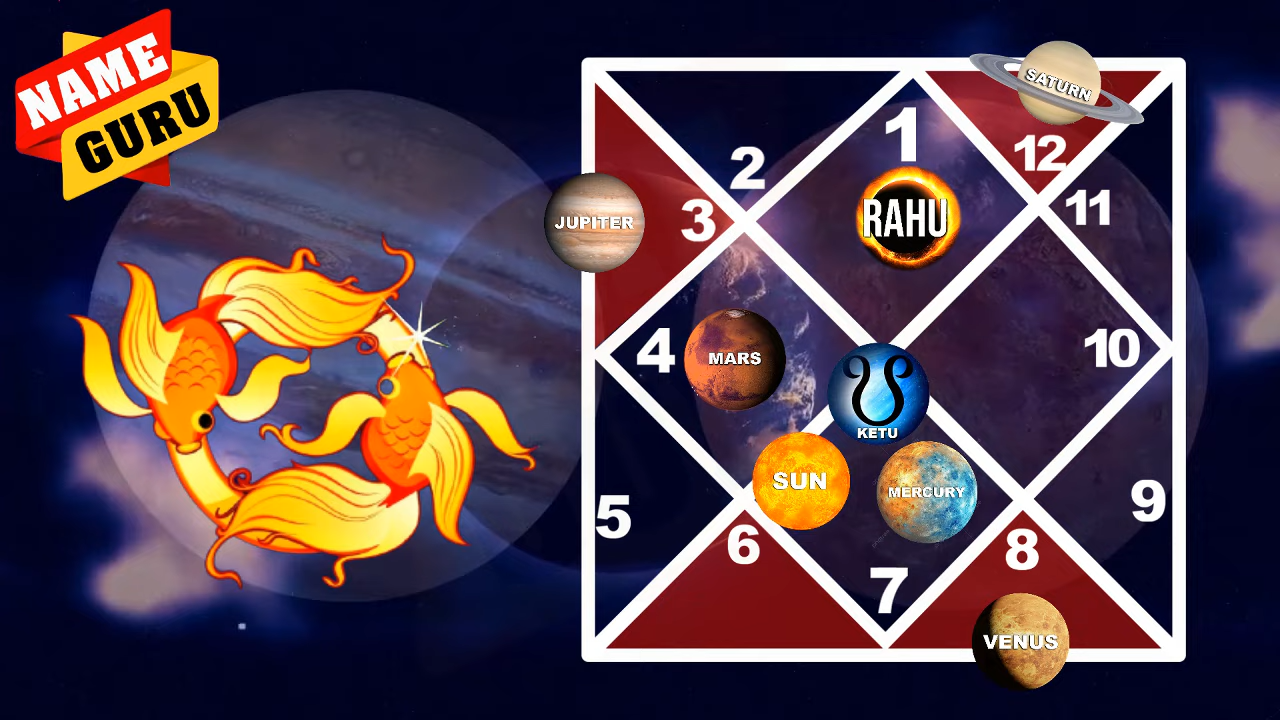 NAME
GURU
SATURN
1
12
2
11
3
JUPITER
RAHU
4
MARS
10
KETU
SUN
MERCURY
5
9
6
8
7
VENUS